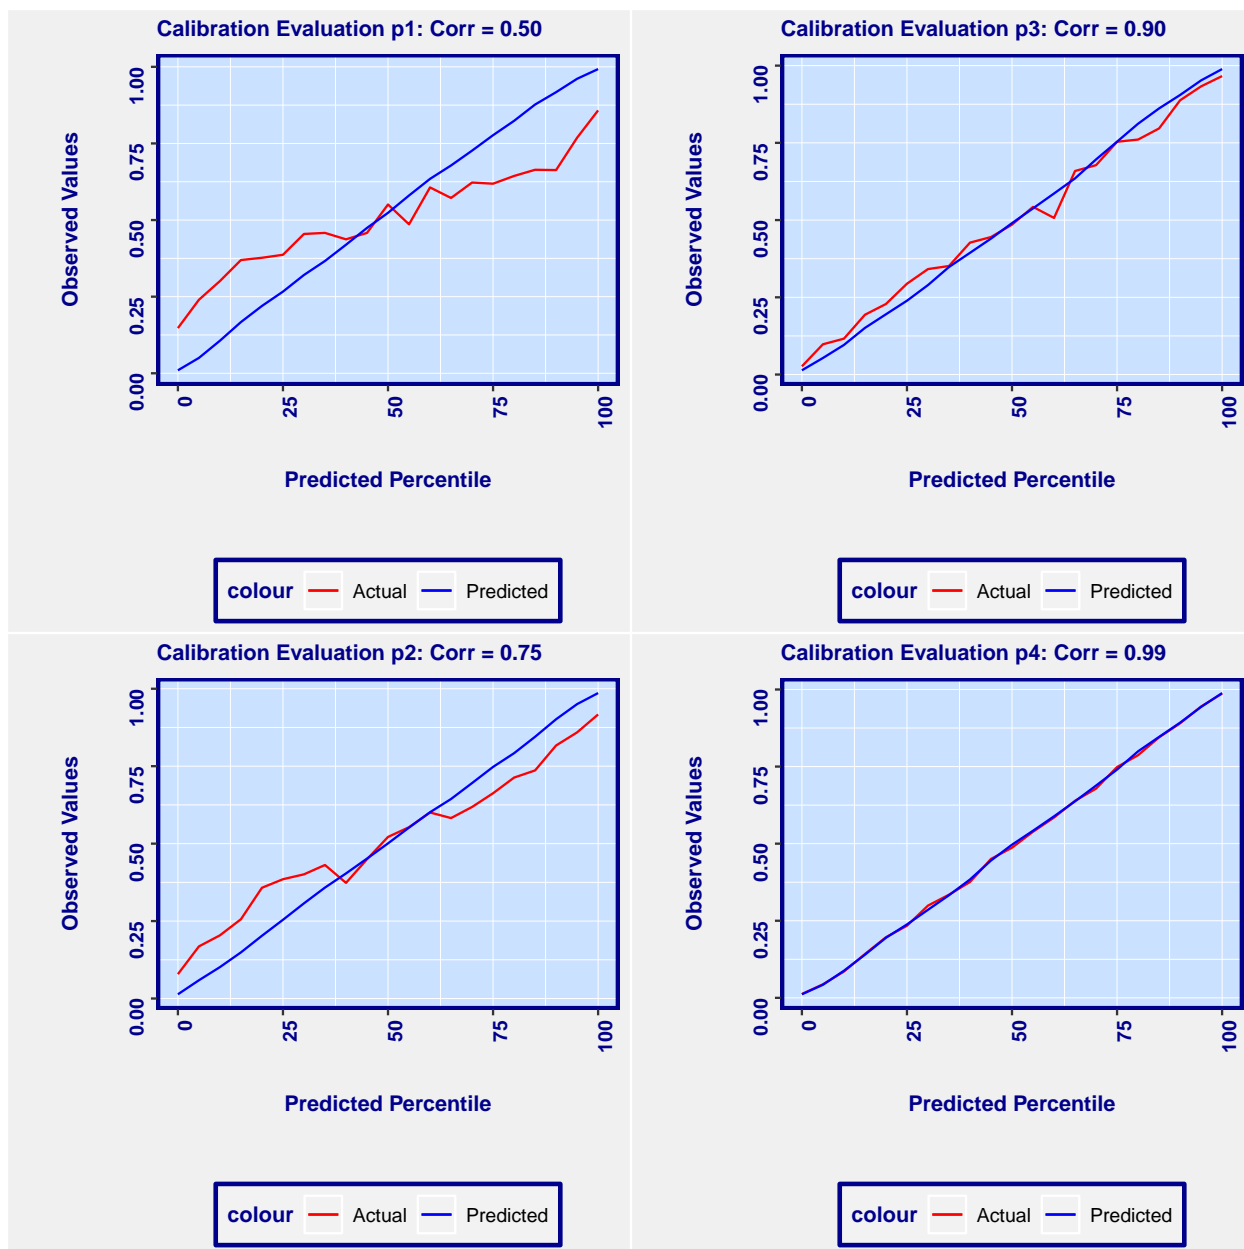 Calibration Evaluation p1: Corr = 0.50
Observed Values
1.00
0.75
0.50
0.25
0.00
0
25
50
75
100
Predicted Percentile
colour Actual Predicted
Calibration Evaluation p3: Corr = 0.90
Observed Values
1.00
0.75
0.50
0.25
0.00
0
25
50
75
100
Predicted Percentile
colour Actual Predicted
Calibration Evaluation p2: Corr = 0.75
Observed Values
1.00
0.75
0.50
0.25
0.00
0
25
50
75
100
Predicted Percentile
colour Actual Predicted
Calibration Evaluation p4: Corr = 0.99
Observed Values
1.00
0.75
0.50
0.25
0.00
0
25
50
75
100
Predicted Percentile
colour Actual Predicted